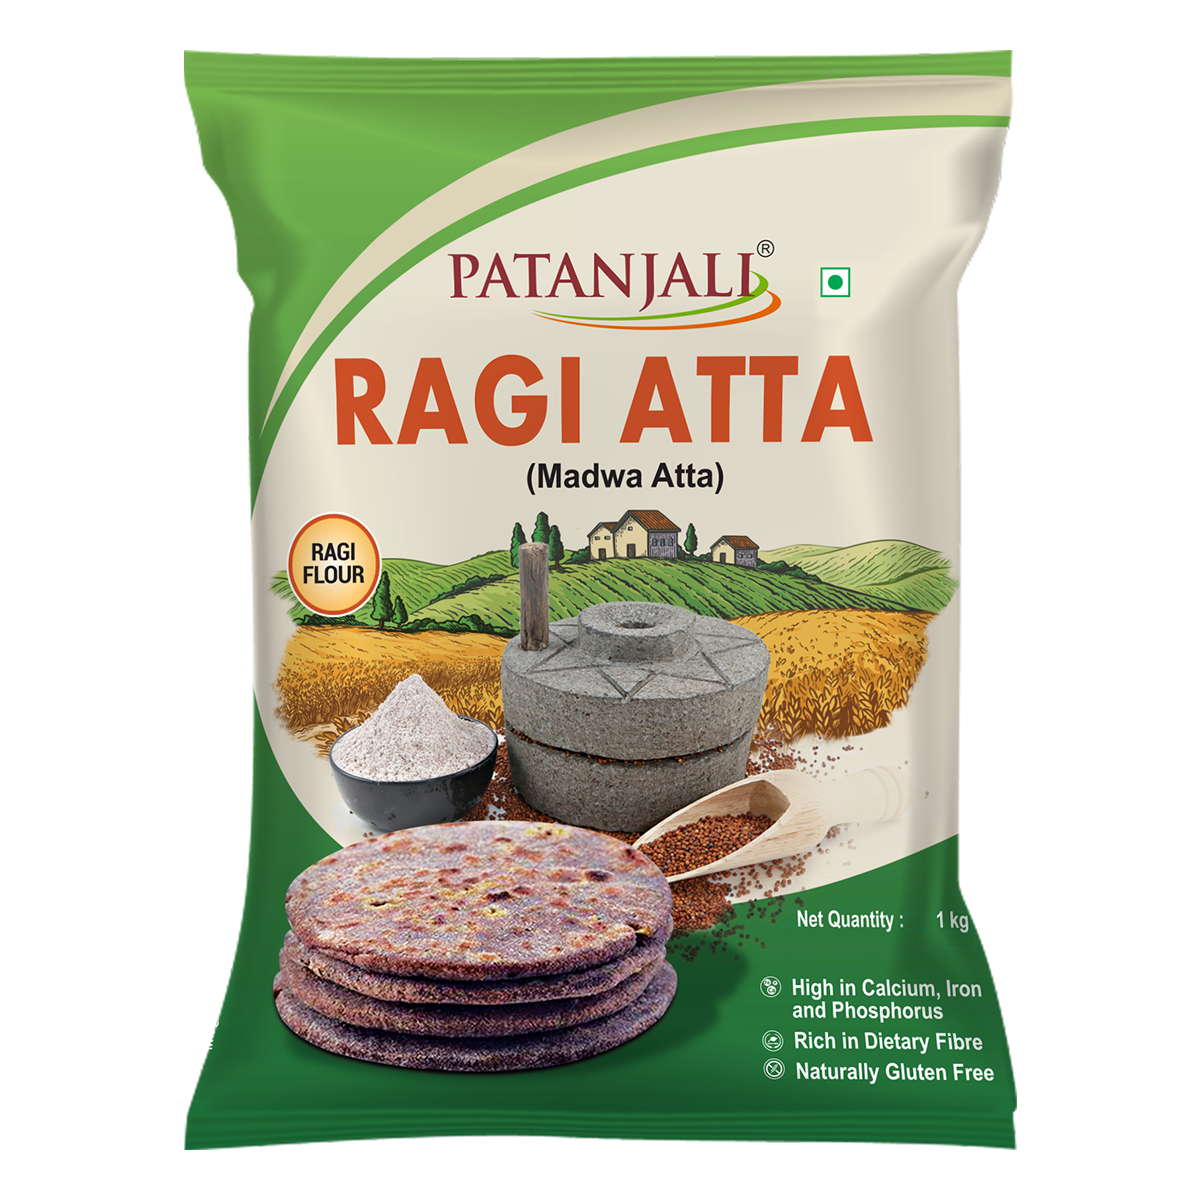 PATANJALI®
RAGI ATTA
(Madwa Atta)
RAGI
FLOUR
Net Quantity : 1 kg
High in Calcium, Iron
and Phosphorus
Rich in Dietary Fibre
Naturally Gluten Free